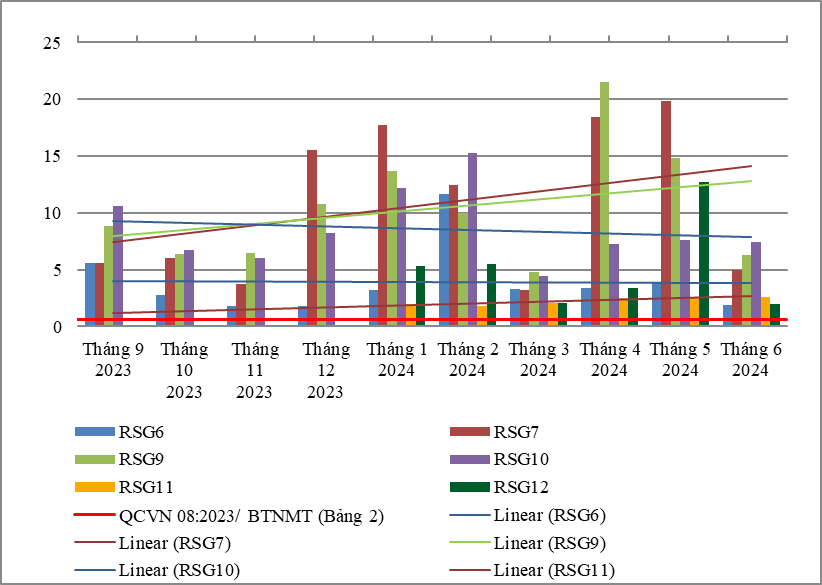 25
20
15
10
5
0
Tháng 9 Tháng Tháng Tháng Tháng 1 Tháng 2 Tháng 3 Tháng 4 Tháng 5 Tháng 6
2023 10 11 12 2024 2024 2024 2024 2024 2024
2023 2023 2023
RSG6 RSG7
RSG9 RSG10
RSG11 RSG12
QCVN 08:2023/ BTNMT (Bảng 2) Linear (RSG6)
Linear (RSG7) Linear (RSG9)
Linear (RSG10) Linear (RSG11)